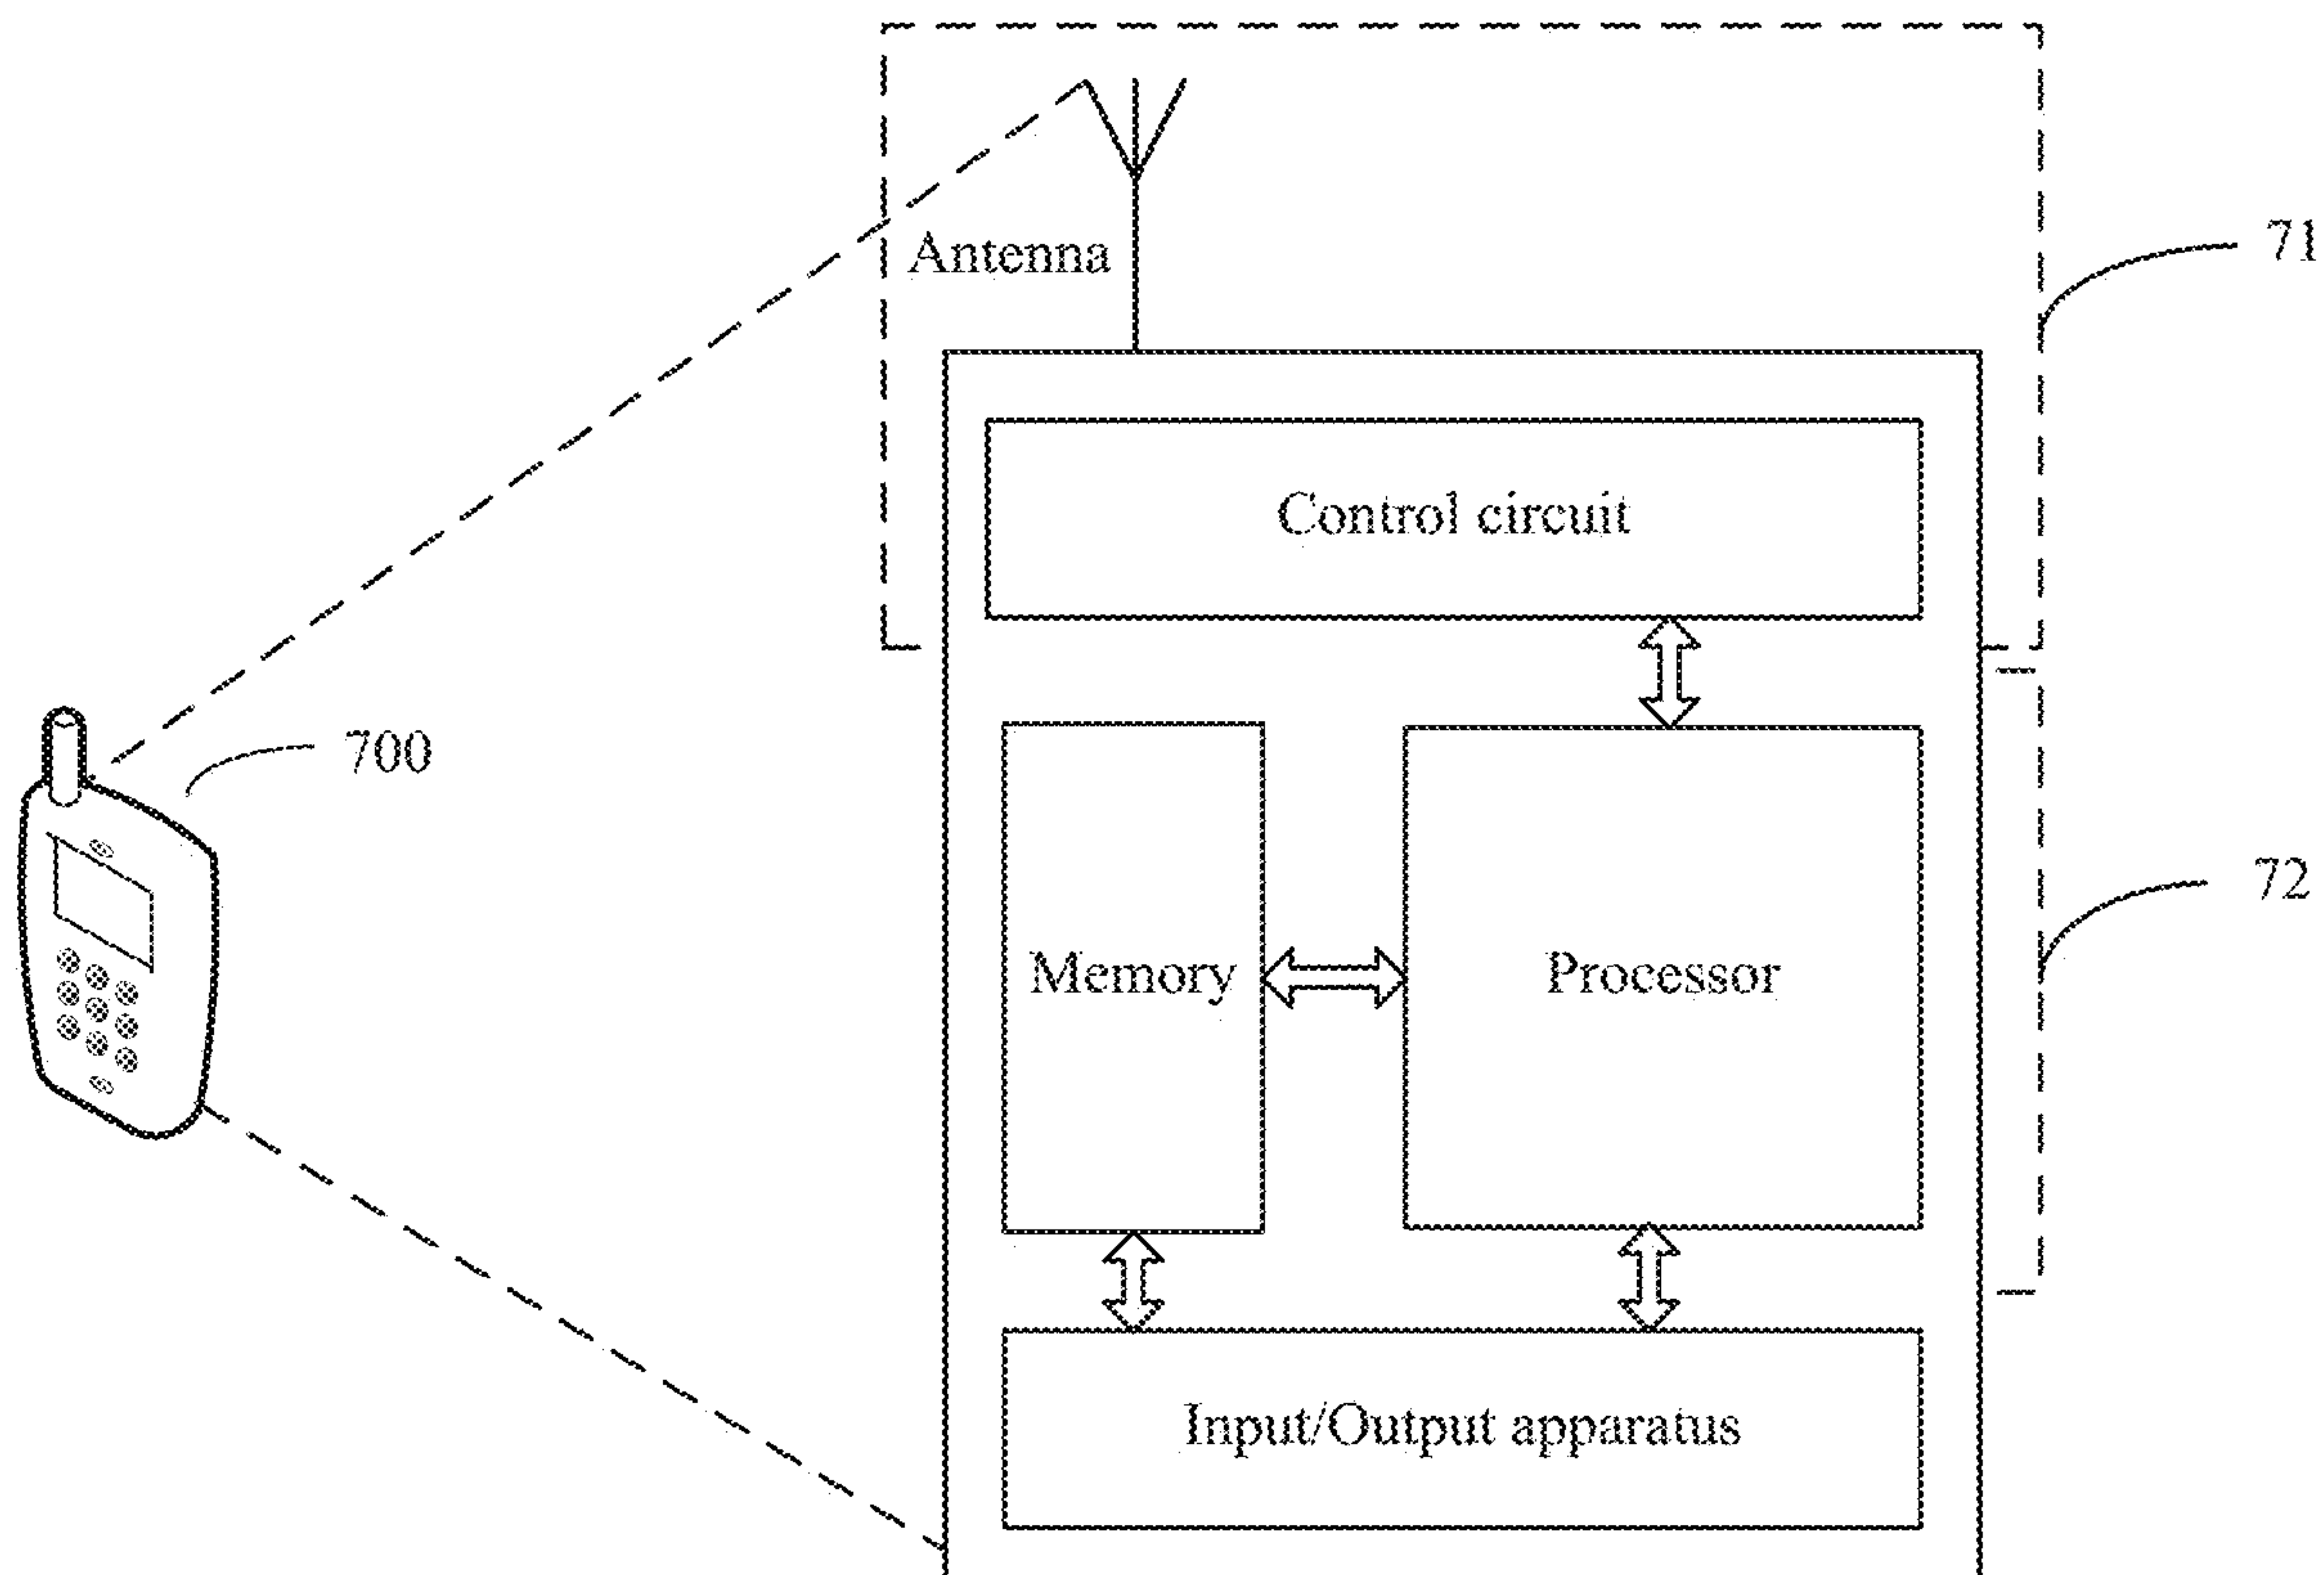 Antenna
71
Control circuit
700
72
Memory
Processor
Input/Output apparatus